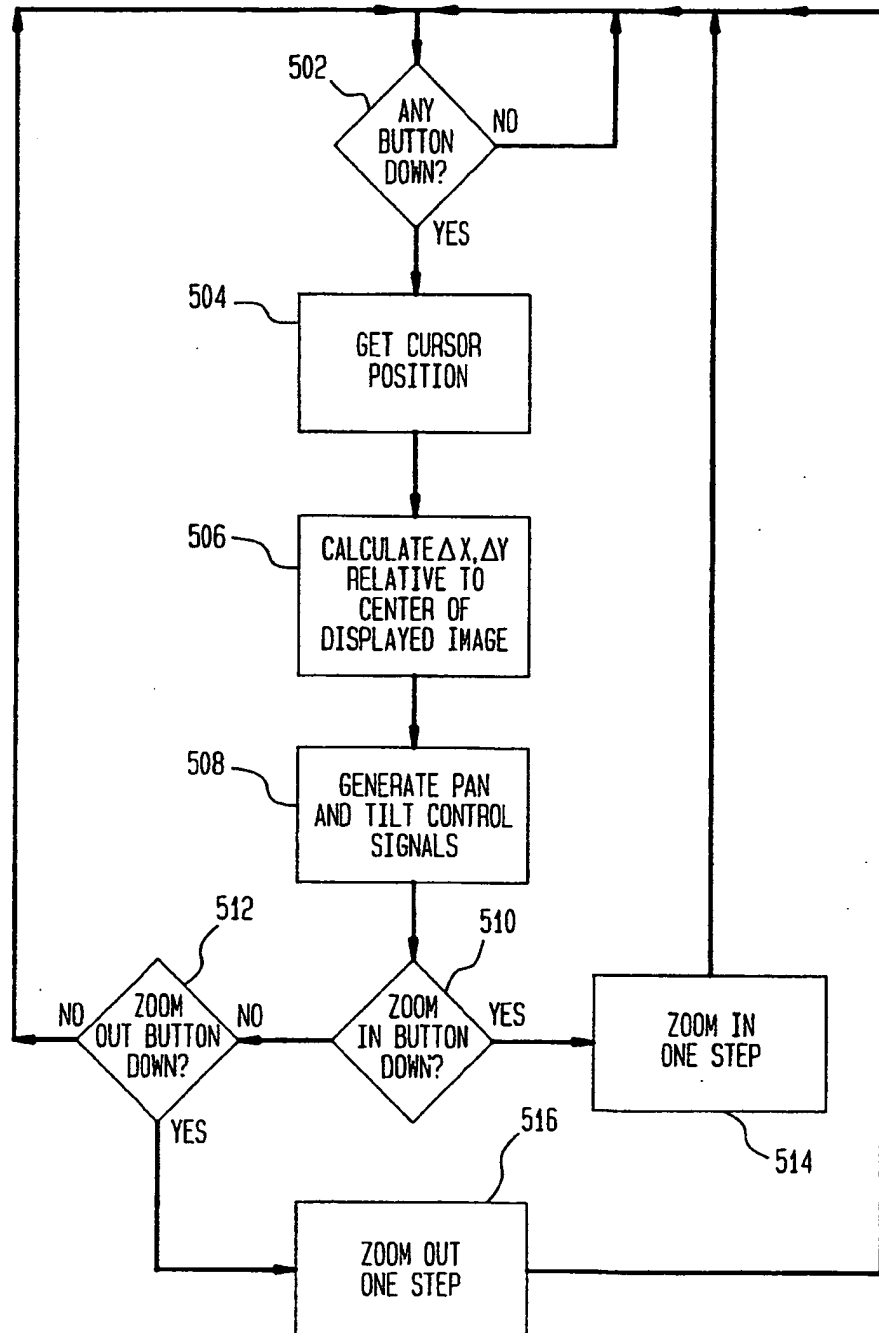 502
ANY
BUTTON
DOWN?
NO
YES
504
GET CURSOR
POSITION
506
CALCULATE ΔX, ΔY
RELATIVE TO
CENTER OF
DISPLAYED IMAGE
508
GENERATE PAN
AND TILT CONTROL
SIGNALS
512
510
NO
ZOOM
OUT BUTTON
DOWN?
NO
ZOOM
IN BUTTON
DOWN?
YES
ZOOM IN
ONE STEP
YES
516
514
ZOOM OUT
ONE STEP